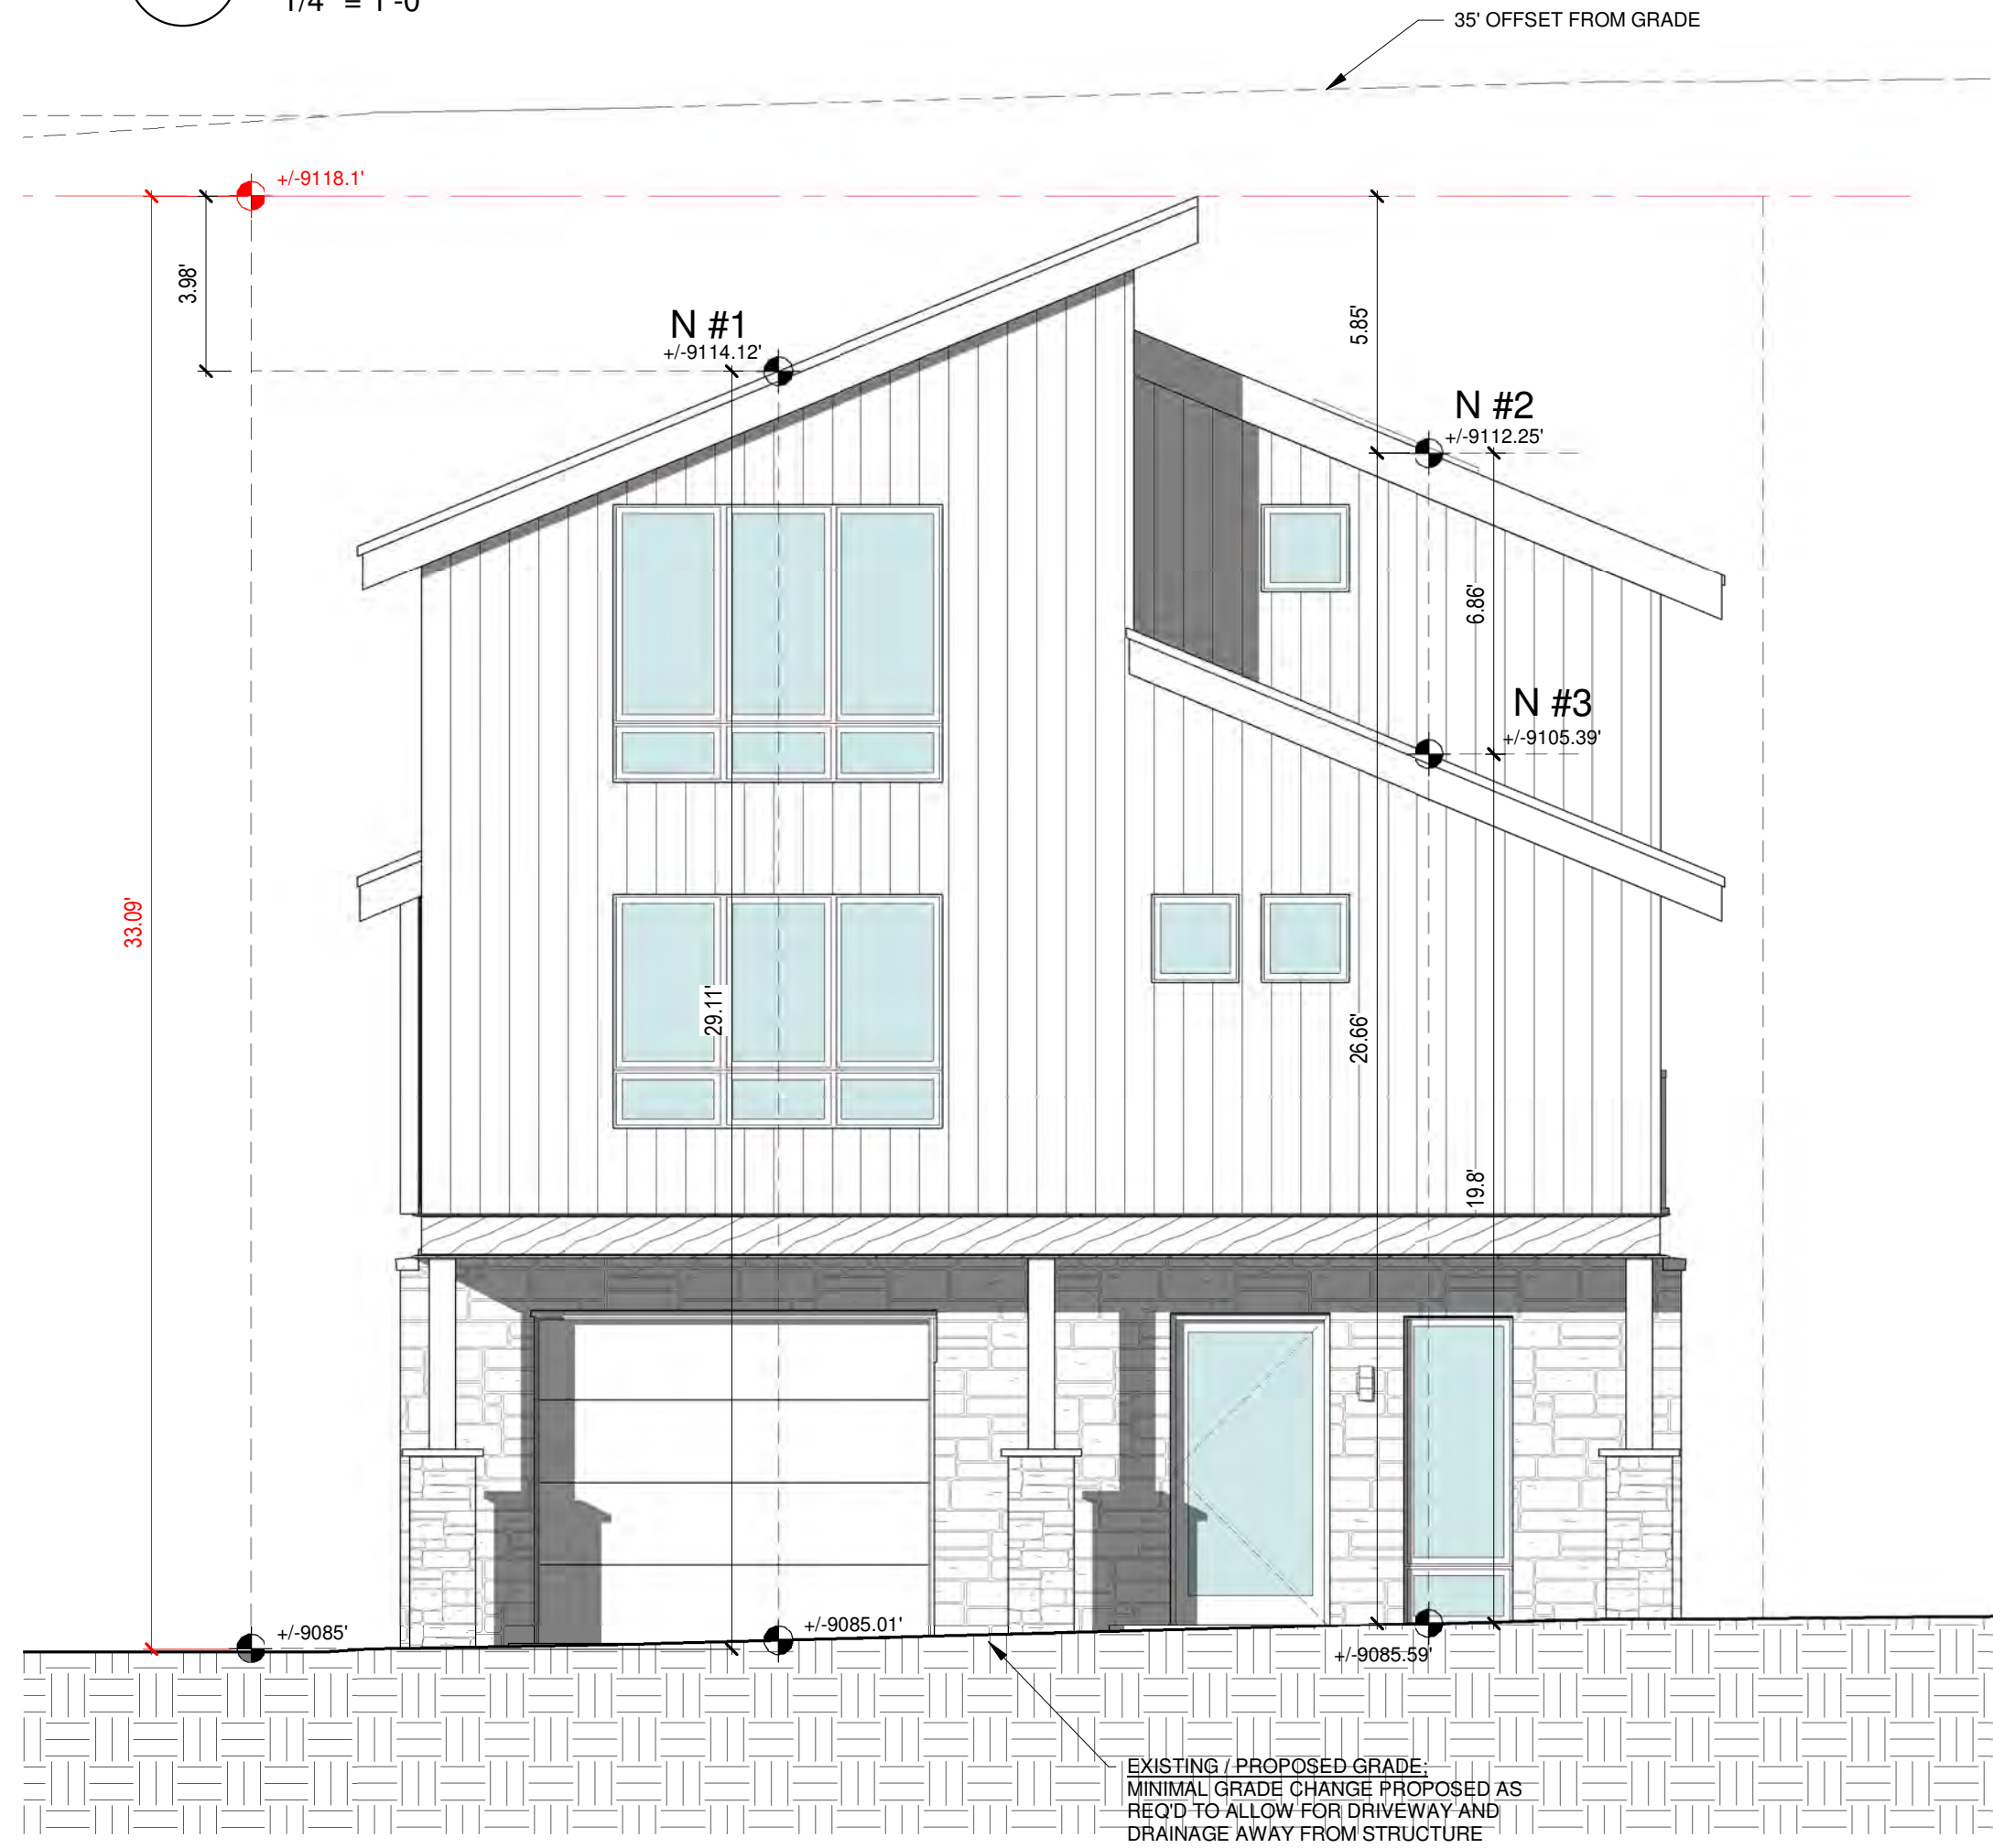 1/4" = 1'-0"
35' OFFSET FROM GRADE
+/-9118.1'
3.98'
N #1
+/-9114.12'
5.85'
N #2
+/-9112.25'
6.86'
N #3
+/-9105.39'
33.09'
29.11'
26.66'
19.8'
+/-9085'
+/-9085.01'
+/-9085.59'
EXISTING / PROPOSED GRADE;
MINIMAL GRADE CHANGE PROPOSED AS
REQ'D TO ALLOW FOR DRIVEWAY AND
DRAINAGE AWAY FROM STRUCTURE